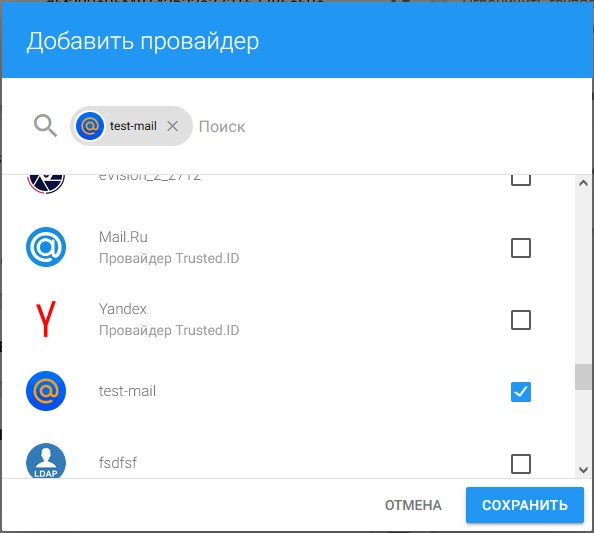 Добавить провайдер
test-mail
Поиск
eVision_2_2712
Mail.Ru
Провайдер Trusted.ID
Yandex
Провайдер Trusted.ID
test-mail
fsdfsf
LDAP
ОТМЕНА
СОХРАНИТЬ